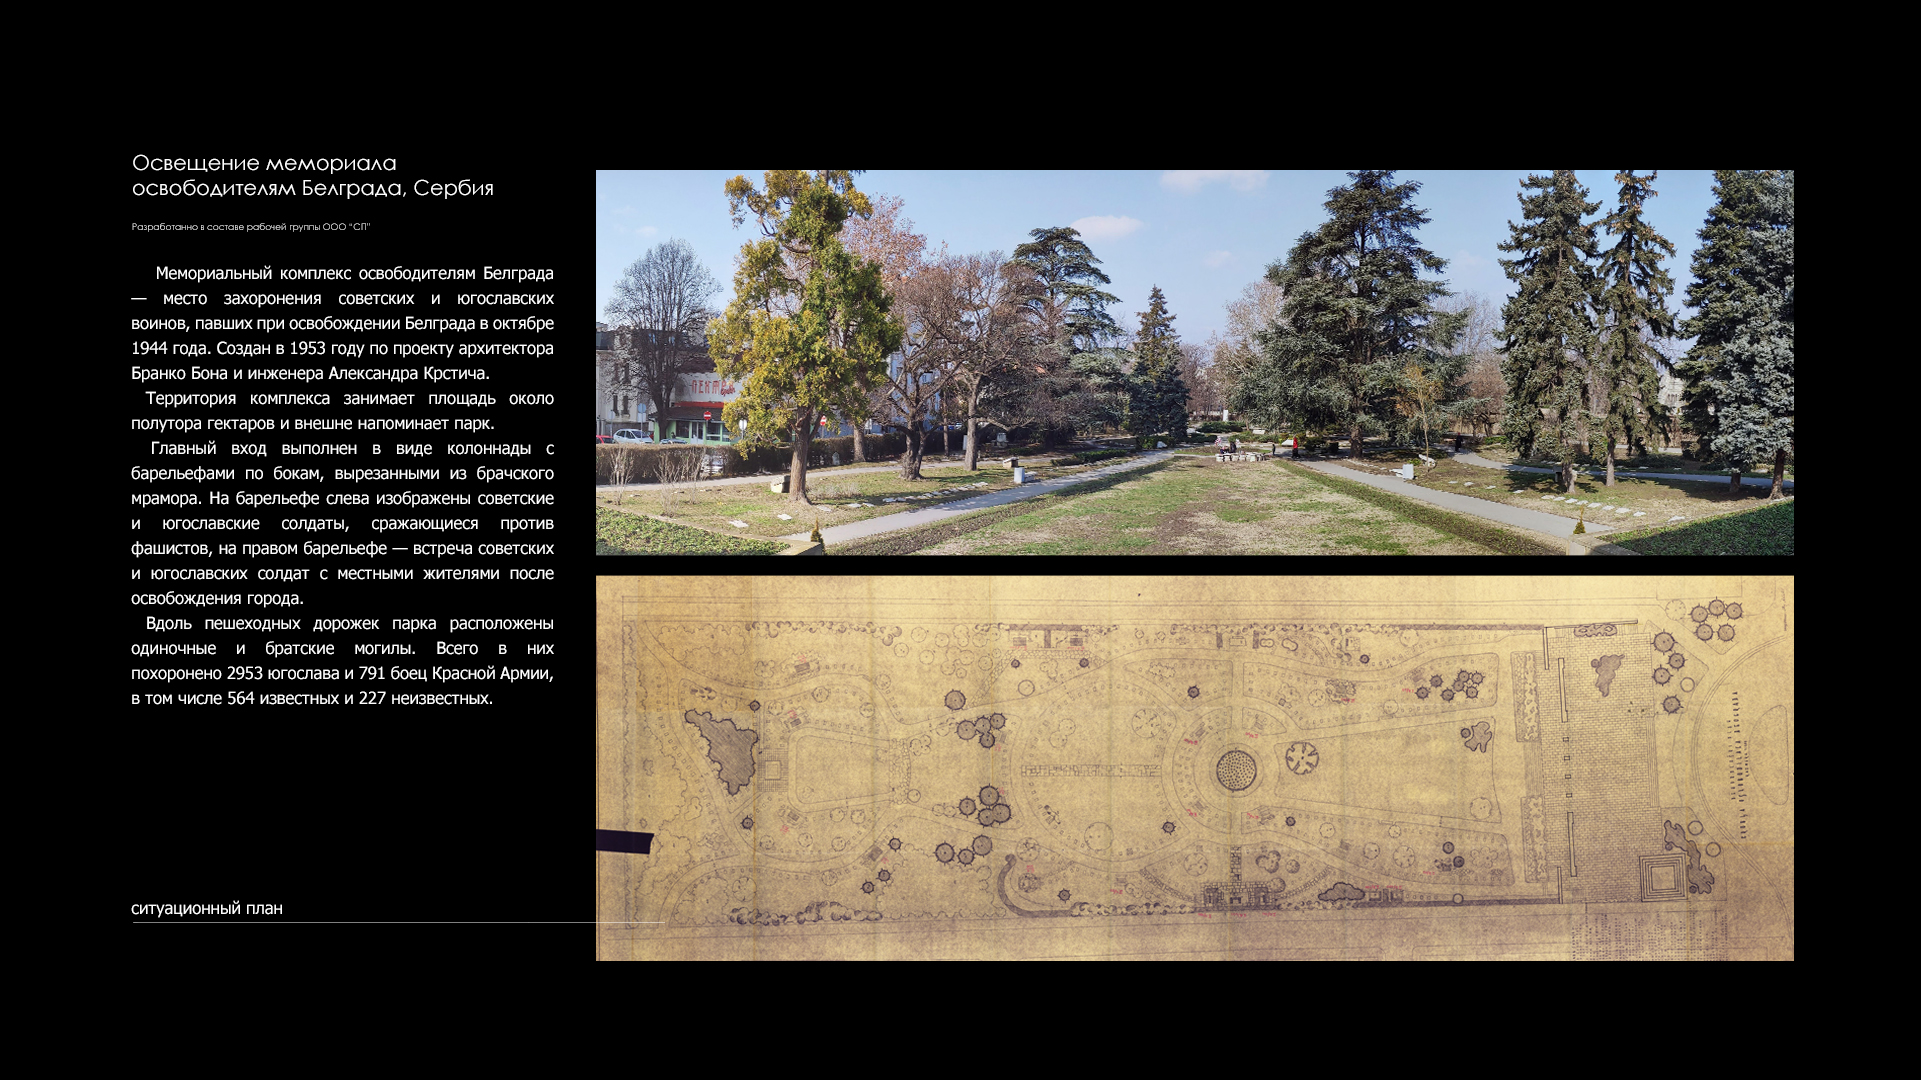 Освещение мемориала
освободителям Белграда, Сербия
Разработанно в составе рабочей группы ООО "СП"
Мемориальный комплекс освободителям Белграда
— место захоронения советских и югославских
воинов, павших при освобождении Белграда в октябре
1944 года. Создан в 1953 году по проекту архитектора
Бранко Бона и инженера Александра Крстича.
Территория комплекса занимает площадь около
полутора гектаров и внешне напоминает парк.
Главный вход выполнен в виде колоннады с
барельефами по бокам, вырезанными из брачского
мрамора. На барельефе слева изображены советские
и югославские солдаты, сражающиеся против
фашистов, на правом барельефе — встреча советских
и югославских солдат с местными жителями после
освобождения города.
Вдоль пешеходных дорожек парка расположены
одиночные и братские могилы. Всего в них
похоронено 2953 югослава и 791 боец Красной Армии,
в том числе 564 известных и 227 неизвестных.
ситуационный план